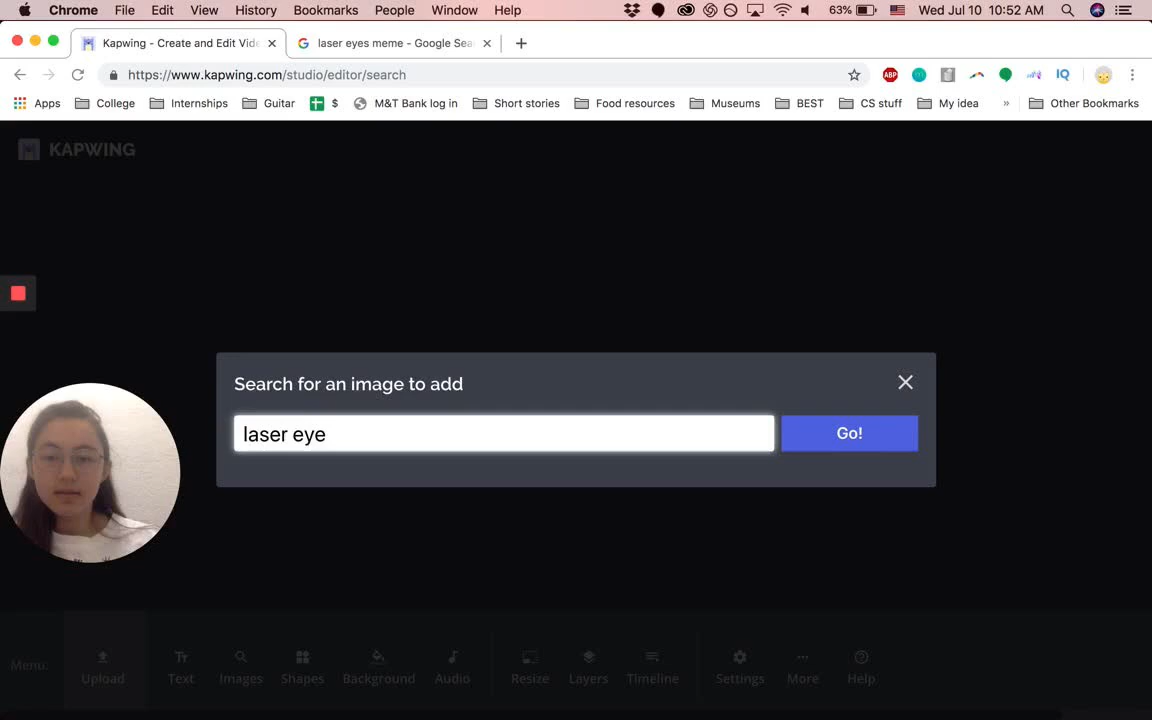 Chrome File Edit View History Bookmarks People Window Help 63% Wed Jul 10 10:52 AM
Kapwing - Create and Edit Vide laser eyes meme - Google Sea
https://www.kapwing.com/studio/editor/search ABP IQ
Apps College Internships Guitar $ M&T Bank log in Short stories Food resources Museums BEST CS stuff My idea » Other Bookmarks
KAPWING
Search for an image to add
laser eye Go!
Menu: Upload Text Images Shapes Background Audio Resize Layers Timeline Settings More Help